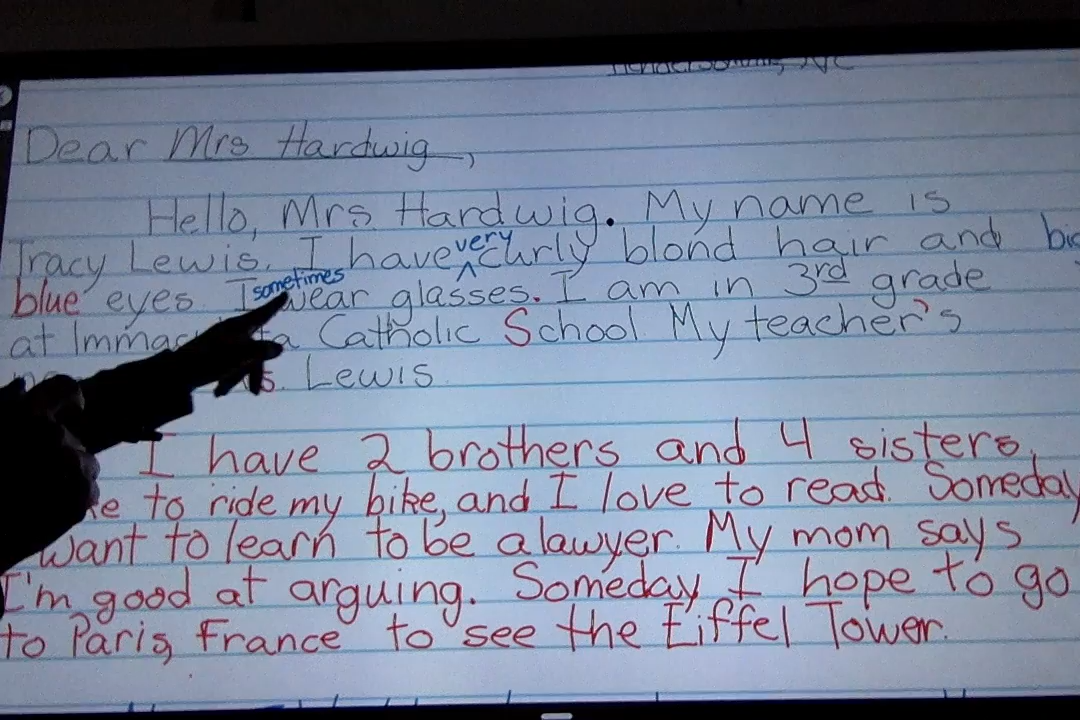 Dear Mrs Hardwig,
Hello, Mrs. Hardwig. My name is
Tracy Lewis. I have very curly blond hair and
blue eyes. I sometimes wear glasses. I am in 3rd grade
at Catholic School My teacher's
Lewis
I have 2 brothers and 4 sisters.
to ride my bike, and I love to read. Someday
want to learn to be a lawyer. My mom says
I'm good at arguing. Someday I hope to go
to Paris, France to see the Eiffel Tower.